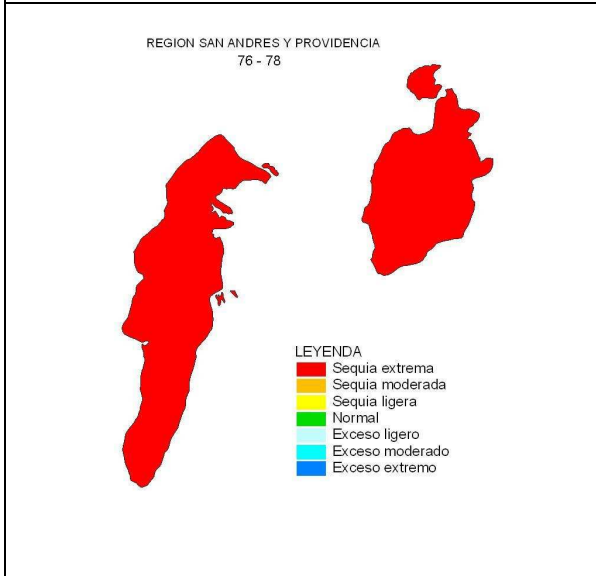 REGION SAN ANDRES Y PROVIDENCIA
76 - 78
LEYENDA
Sequia extrema
Sequia moderada
Sequia ligera
Normal
Exceso ligero
Exceso moderado
Exceso extremo